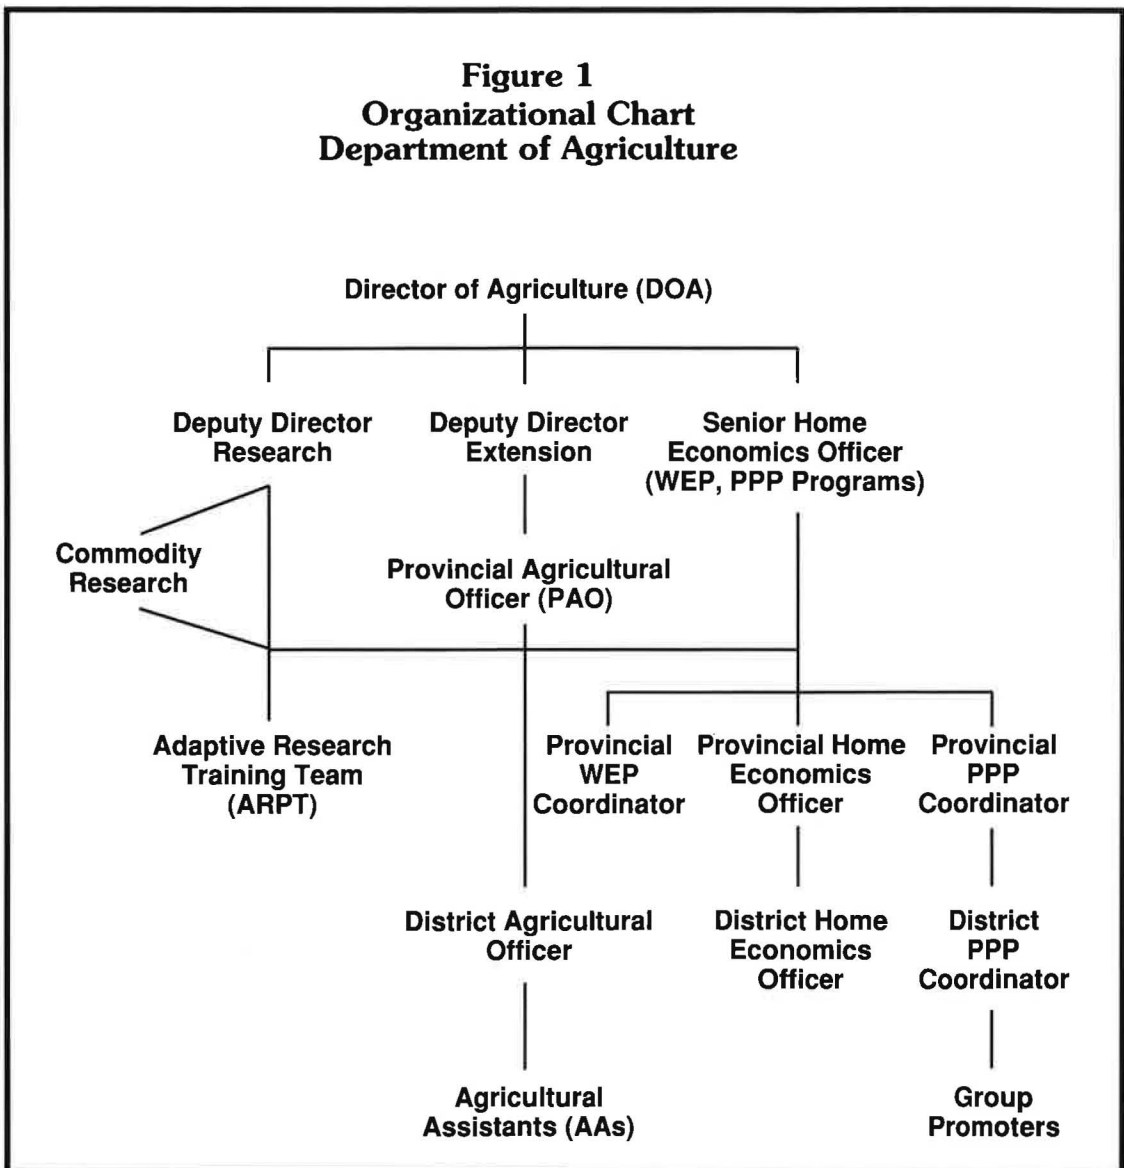 Figure 1
Organizational Chart
Department of Agriculture
Director of Agriculture (DOA)
Deputy Director
Research
Deputy Director
Extension
Senior Home
Economics Officer
(WEP, PPP Programs)
Commodity
Research
Provincial Agricultural
Officer (PAO)
Adaptive Research
Training Team
(ARPT)
Provincial
WEP
Coordinator
Provincial Home
Economics
Officer
Provincial
PPP
Coordinator
District Agricultural
Officer
District Home
Economics
Officer
District
PPP
Coordinator
Agricultural
Assistants (AAs)
Group
Promoters